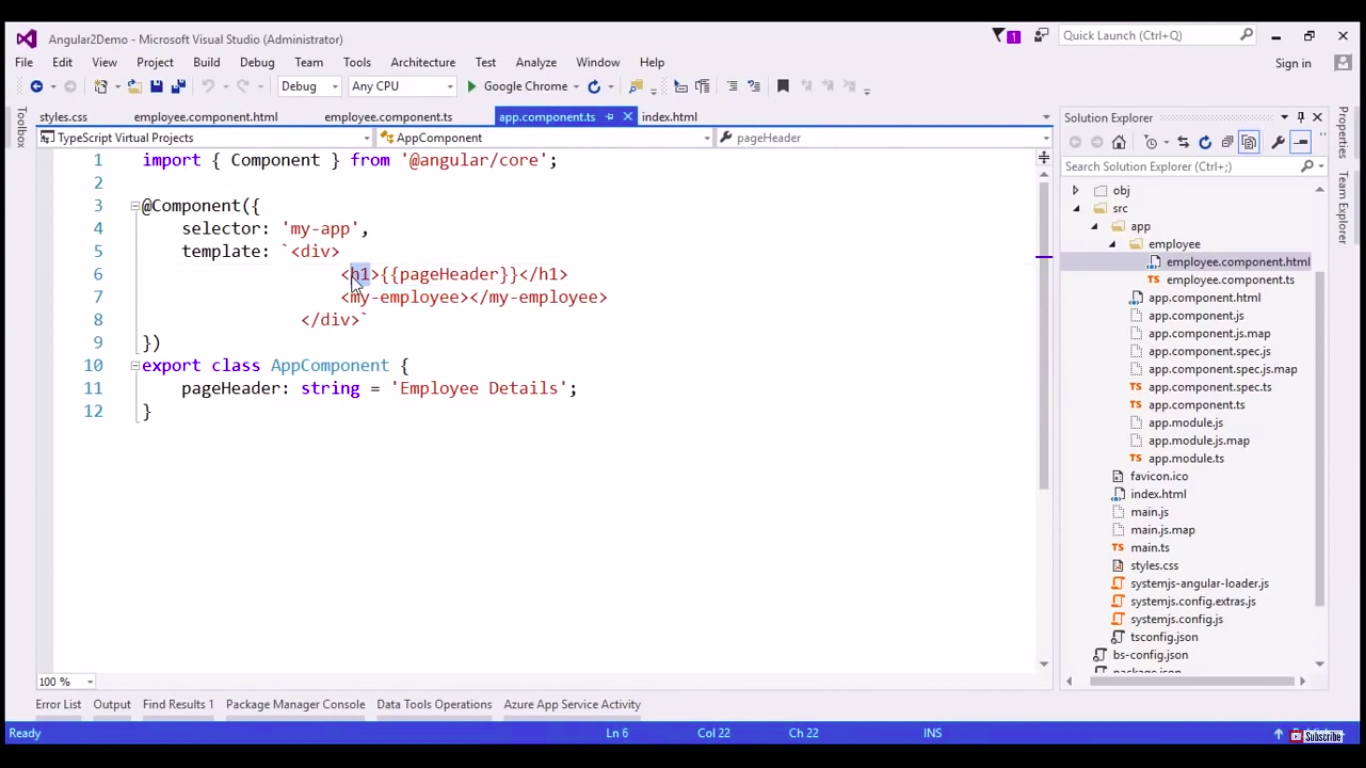 Angular2Demo - Microsoft Visual Studio (Administrator)
1
Quick Launch (Ctrl+Q)
File Edit View Project Build Debug Team Tools Architecture Test Analyze Window Help
Sign in
Debug Any CPU Google Chrome
Toolbox
styles.css employee.component.html employee.component.ts app.component.ts index.html
TypeScript Virtual Projects AppComponent pageHeader
1 import { Component } from '@angular/core';
2
3 @Component({
4 selector: 'my-app',
5 template: `<div>
6 <h1>{{pageHeader}}</h1>
7 <my-employee></my-employee>
8 </div>`
9 })
10 export class AppComponent {
11 pageHeader: string = 'Employee Details';
12 }
100 %
Solution Explorer
Search Solution Explorer (Ctrl+;)
obj
src
app
employee
employee.component.html
TS employee.component.ts
app.component.html
app.component.js
app.component.js.map
app.component.spec.js
app.component.spec.js.map
TS app.component.spec.ts
TS app.component.ts
app.module.js
app.module.js.map
TS app.module.ts
favicon.ico
index.html
main.js
main.js.map
TS main.ts
styles.css
systemjs-angular-loader.js
systemjs.config.extras.js
systemjs.config.js
tsconfig.json
bs-config.json
package.json
Properties
Team Explorer
Error List Output Find Results 1 Package Manager Console Data Tools Operations Azure App Service Activity
Ready Ln 6 Col 22 Ch 22 INS
Subscribe